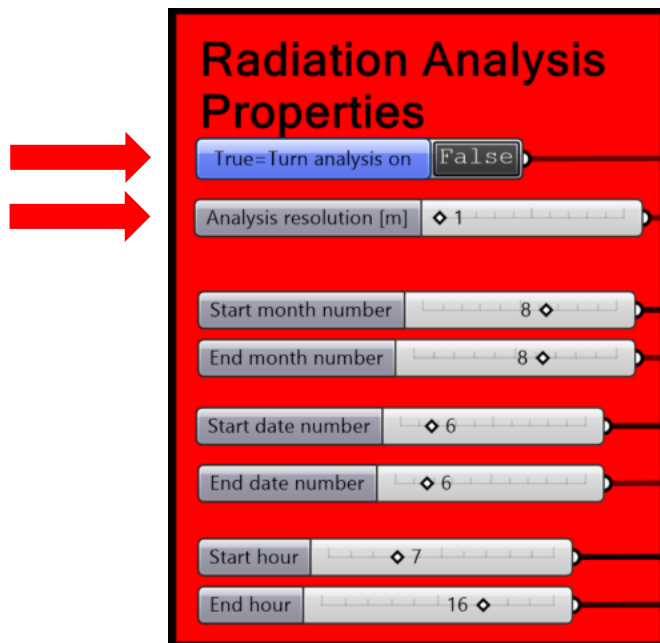 Radiation Analysis
Properties
True=Turn analysis on False
Analysis resolution [m] 1
Start month number 8
End month number 8
Start date number 6
End date number 6
Start hour 7
End hour 16